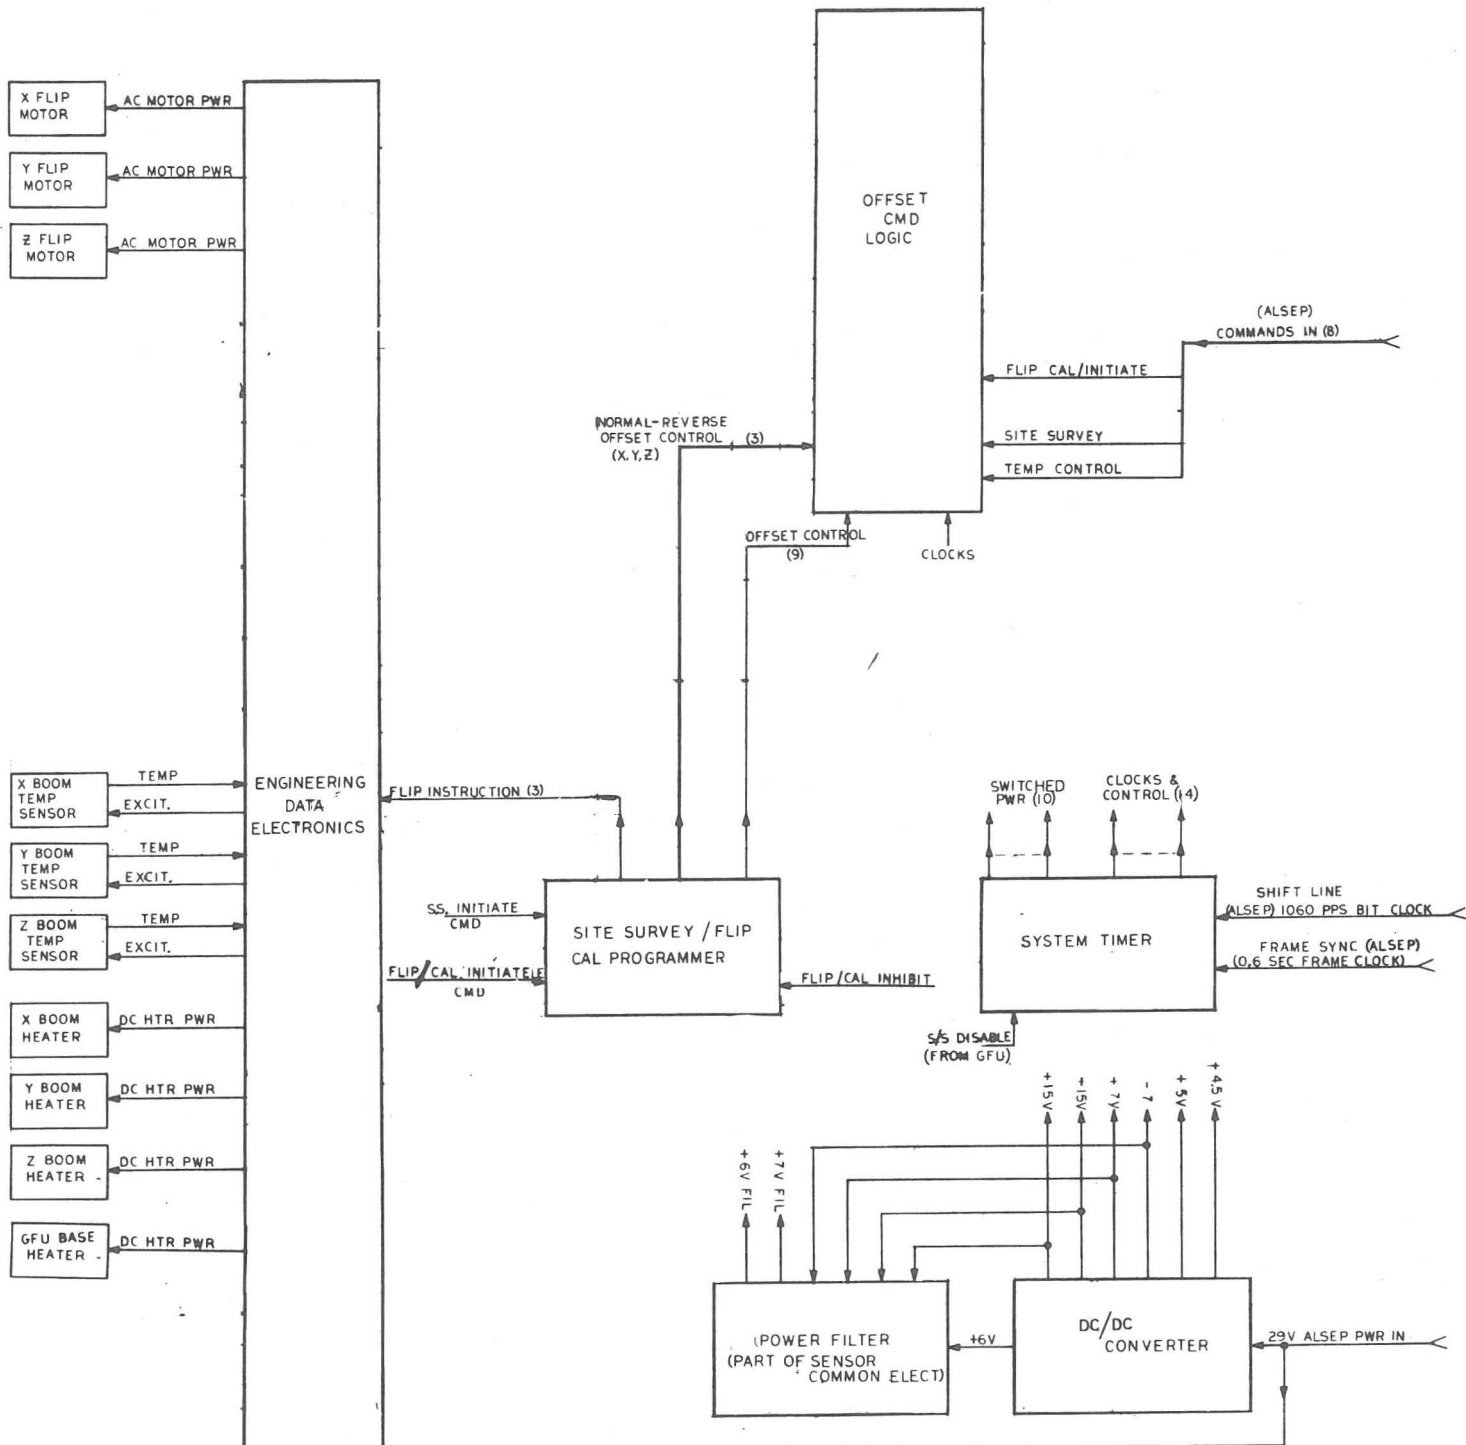 X FLIP
MOTOR
AC MOTOR PWR
Y FLIP
MOTOR
AC MOTOR PWR
Z FLIP
MOTOR
AC MOTOR PWR
OFFSET
CMD
LOGIC
(ALSEP)
COMMANDS IN (8)
FLIP CAL/INITIATE
SITE SURVEY
TEMP CONTROL
NORMAL-REVERSE
OFFSET CONTROL (3)
(X,Y,Z)
OFFSET CONTROL
(9)
CLOCKS
X BOOM
TEMP
SENSOR
TEMP
EXCIT.
Y BOOM
TEMP
SENSOR
TEMP
EXCIT.
Z BOOM
TEMP
SENSOR
TEMP
EXCIT.
ENGINEERING
DATA
ELECTRONICS
FLIP INSTRUCTION (3)
SWITCHED
PWR (10)
CLOCKS &
CONTROL (14)
S.S. INITIATE
CMD
FLIP/CAL. INITIATE
CMD
SITE SURVEY / FLIP
CAL PROGRAMMER
FLIP/CAL INHIBIT
SYSTEM TIMER
SHIFT LINE
(ALSEP) 1060 PPS BIT CLOCK
FRAME SYNC (ALSEP)
(0.6 SEC FRAME CLOCK)
S/S DISABLE
(FROM GFU)
X BOOM
HEATER
DC HTR PWR
Y BOOM
HEATER
DC HTR PWR
Z BOOM
HEATER
DC HTR PWR
GFU BASE
HEATER
DC HTR PWR
+15V
+15V
+7V
-7
+5V
+4.5V
+6V FIL
+7V FIL
(POWER FILTER
(PART OF SENSOR
COMMON ELECT)
+6V
DC/DC
CONVERTER
29V ALSEP PWR IN